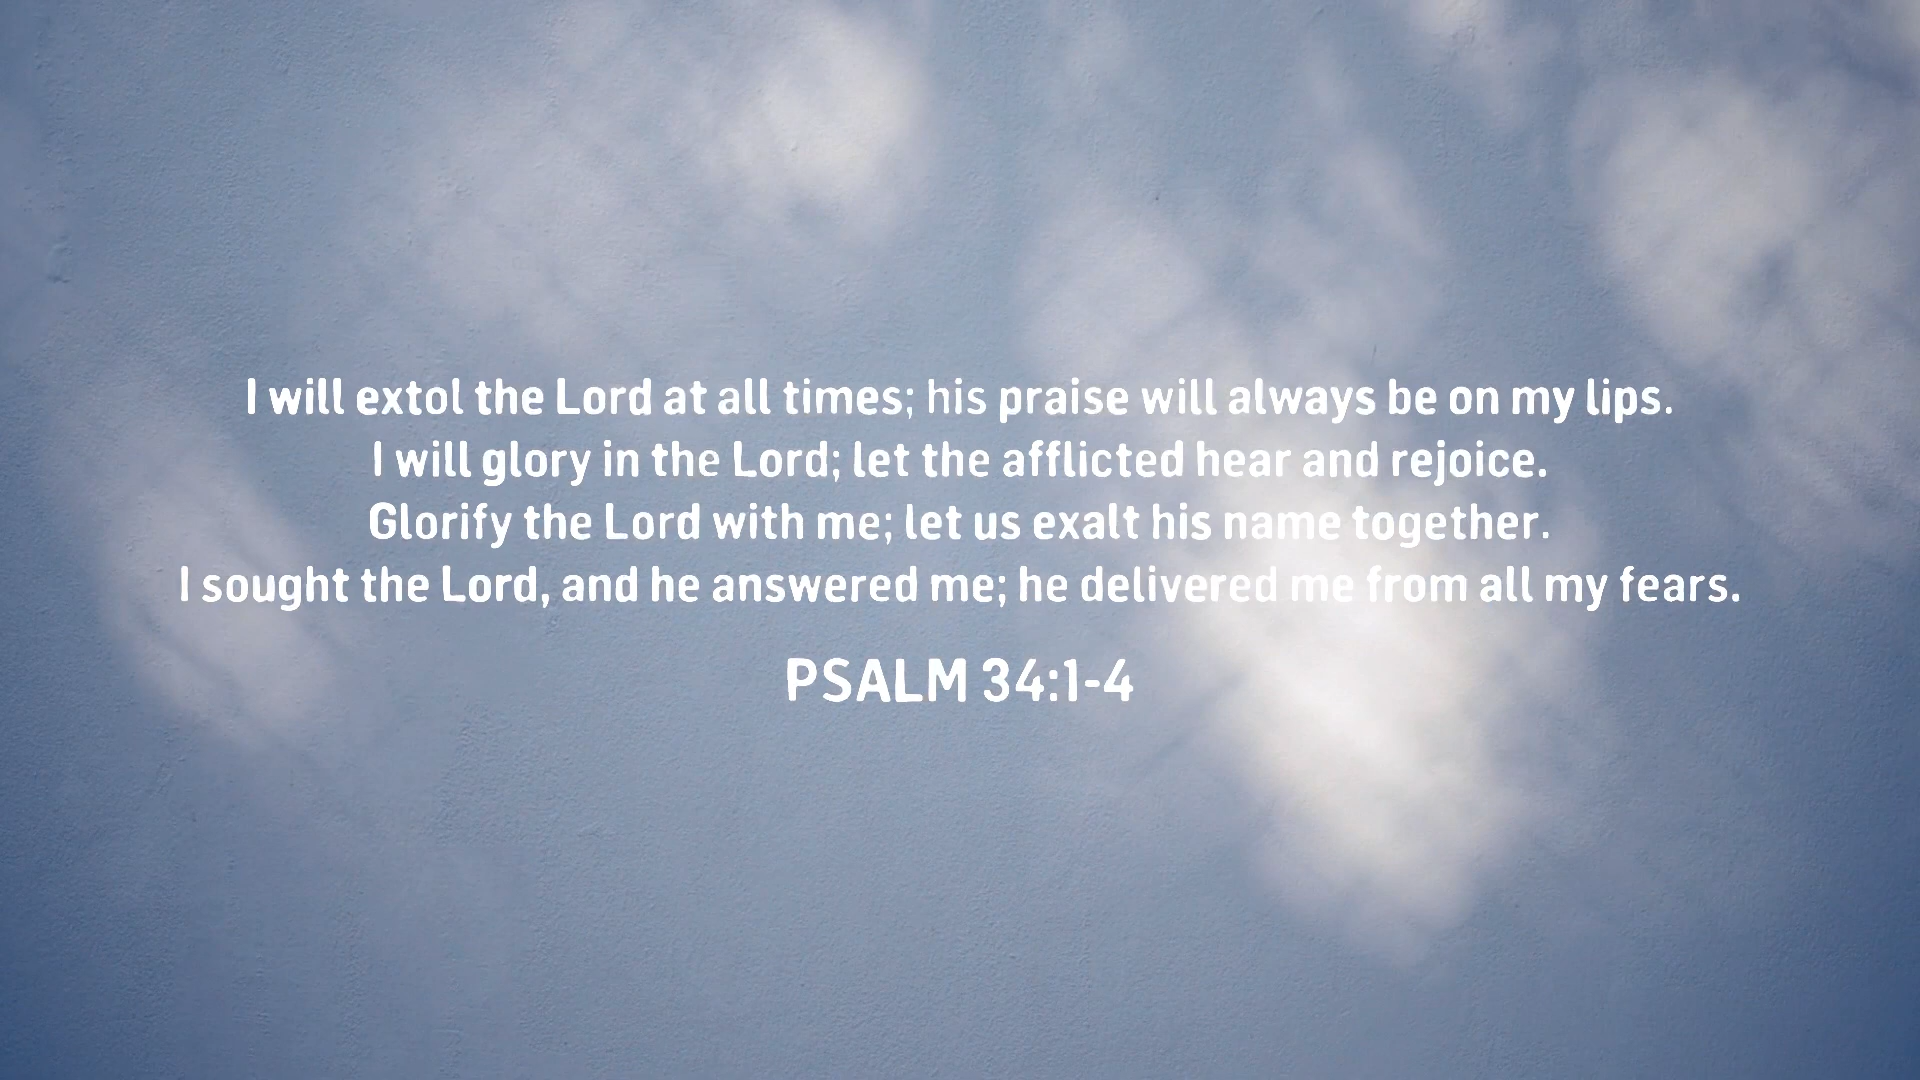 I will extol the Lord at all times; his praise will always be on my lips.
I will glory in the Lord; let the afflicted hear and rejoice.
Glorify the Lord with me; let us exalt his name together.
I sought the Lord, and he answered me; he delivered me from all my fears.
PSALM 34:1-4